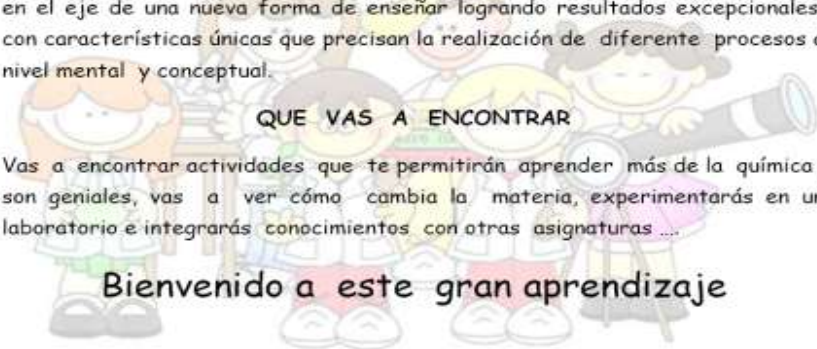 en el eje de una nueva forma de enseñar logrando resultados excepcionales
con características únicas que precisan la realización de diferente procesos
nivel mental y conceptual.
QUE VAS A ENCONTRAR
Vas a encontrar actividades que te permitirán aprender más de la química
son geniales, vas a ver cómo cambia la materia, experimentarás en un
laboratorio e integrarás conocimientos con otras asignaturas ....
Bienvenido a este gran aprendizaje